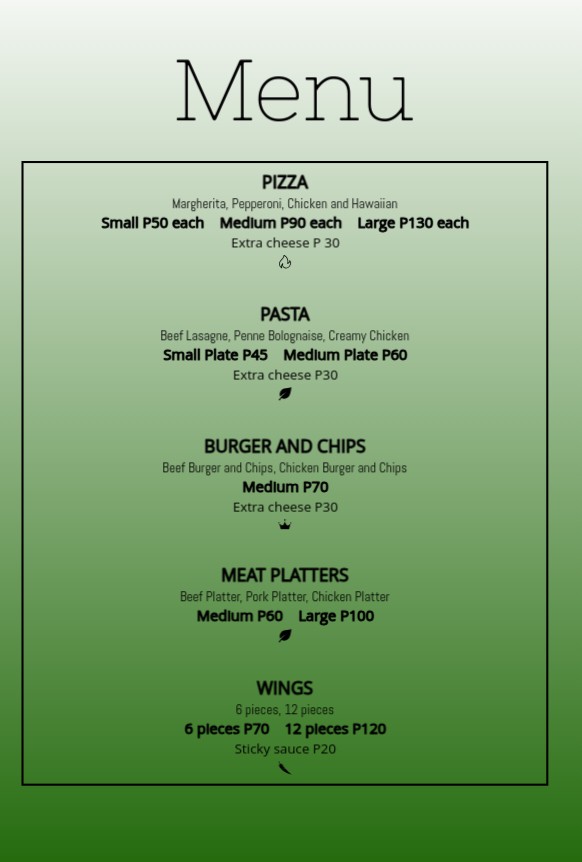 Menu
PIZZA
Margherita, Pepperoni, Chicken and Hawaiian
Small P50 each Medium P90 each Large P130 each
Extra cheese P 30
PASTA
Beef Lasagne, Penne Bolognaise, Creamy Chicken
Small Plate P45 Medium Plate P60
Extra cheese P30
BURGER AND CHIPS
Beef Burger and Chips, Chicken Burger and Chips
Medium P70
Extra cheese P30
MEAT PLATTERS
Beef Platter, Pork Platter, Chicken Platter
Medium P60 Large P100
WINGS
6 pieces, 12 pieces
6 pieces P70 12 pieces P120
Sticky sauce P20